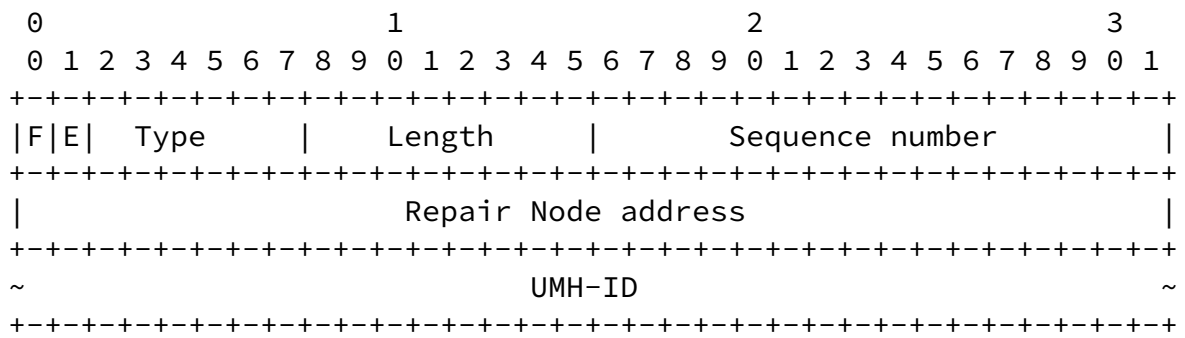 0                   1                   2                   3
 0 1 2 3 4 5 6 7 8 9 0 1 2 3 4 5 6 7 8 9 0 1 2 3 4 5 6 7 8 9 0 1
+-+-+-+-+-+-+-+-+-+-+-+-+-+-+-+-+-+-+-+-+-+-+-+-+-+-+-+-+-+-+-+-+
|F|E|  Type     |    Length     |       Sequence number         |
+-+-+-+-+-+-+-+-+-+-+-+-+-+-+-+-+-+-+-+-+-+-+-+-+-+-+-+-+-+-+-+-+
|                     Repair Node address                       |
+-+-+-+-+-+-+-+-+-+-+-+-+-+-+-+-+-+-+-+-+-+-+-+-+-+-+-+-+-+-+-+-+
~                            UMH-ID                             ~
+-+-+-+-+-+-+-+-+-+-+-+-+-+-+-+-+-+-+-+-+-+-+-+-+-+-+-+-+-+-+-+-+